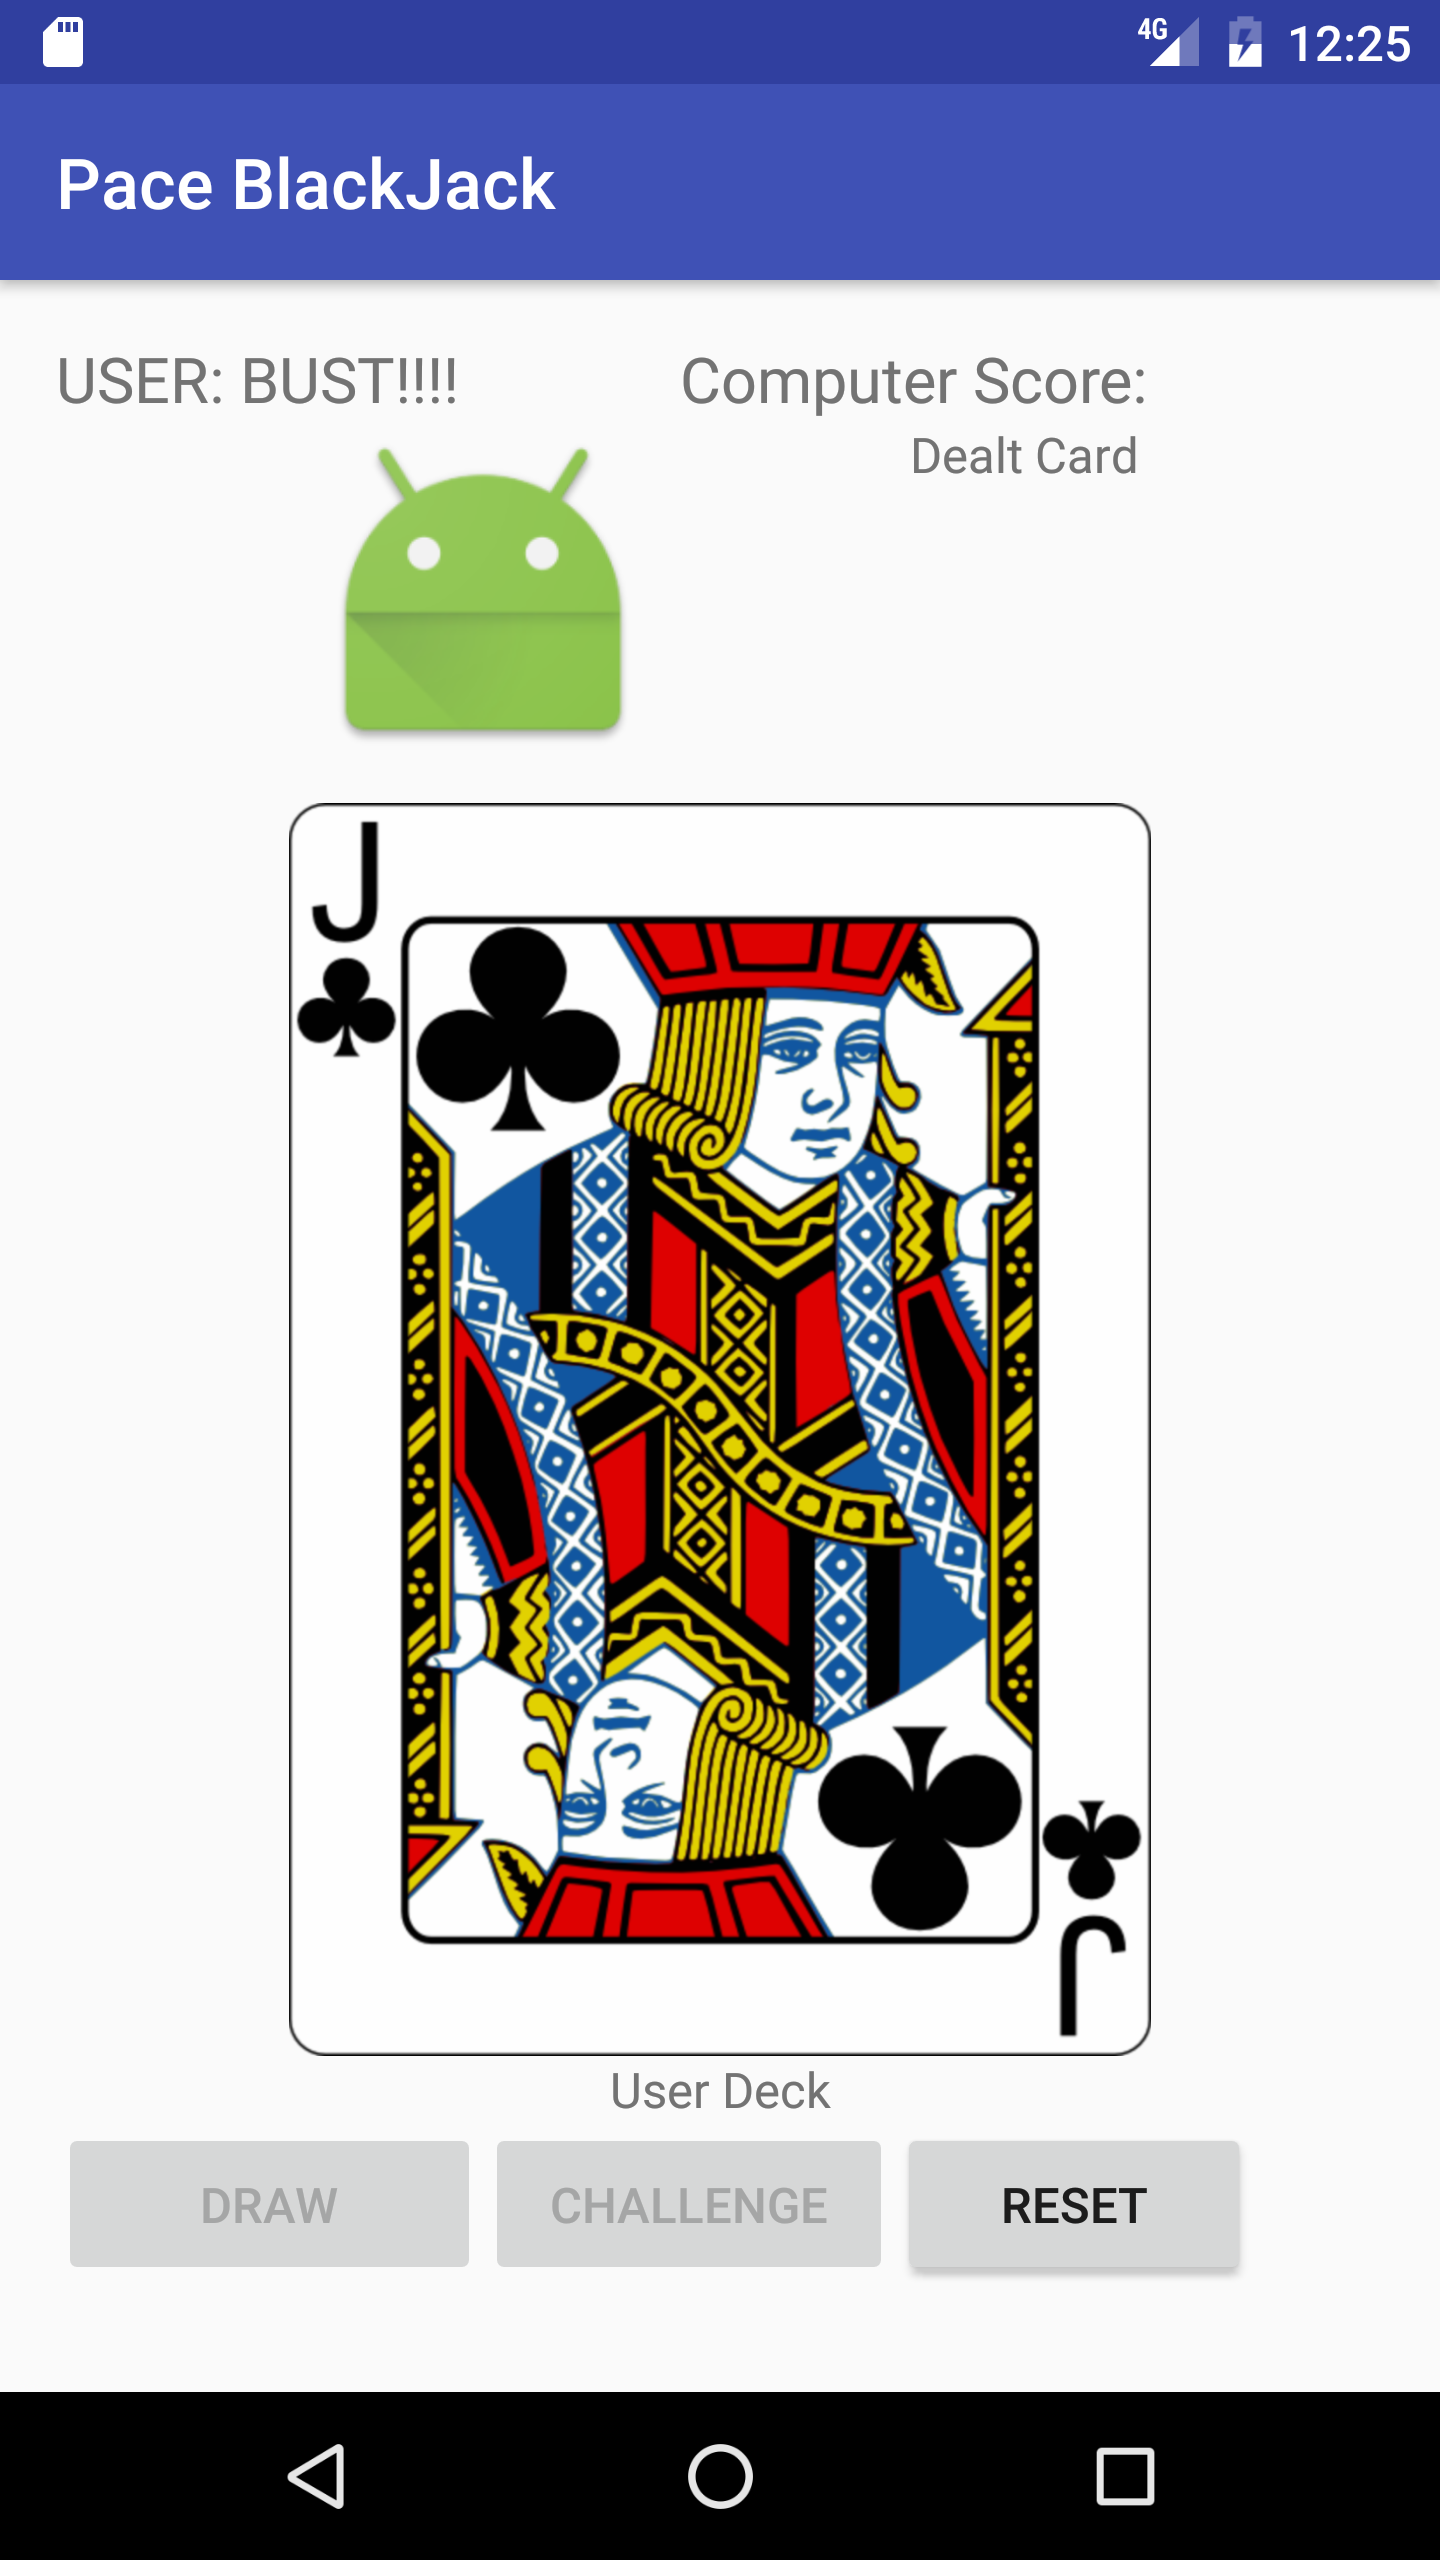 4G 12:25
Pace BlackJack
USER: BUST!!!!
Computer Score:
Dealt Card
J
J
User Deck
DRAW CHALLENGE RESET